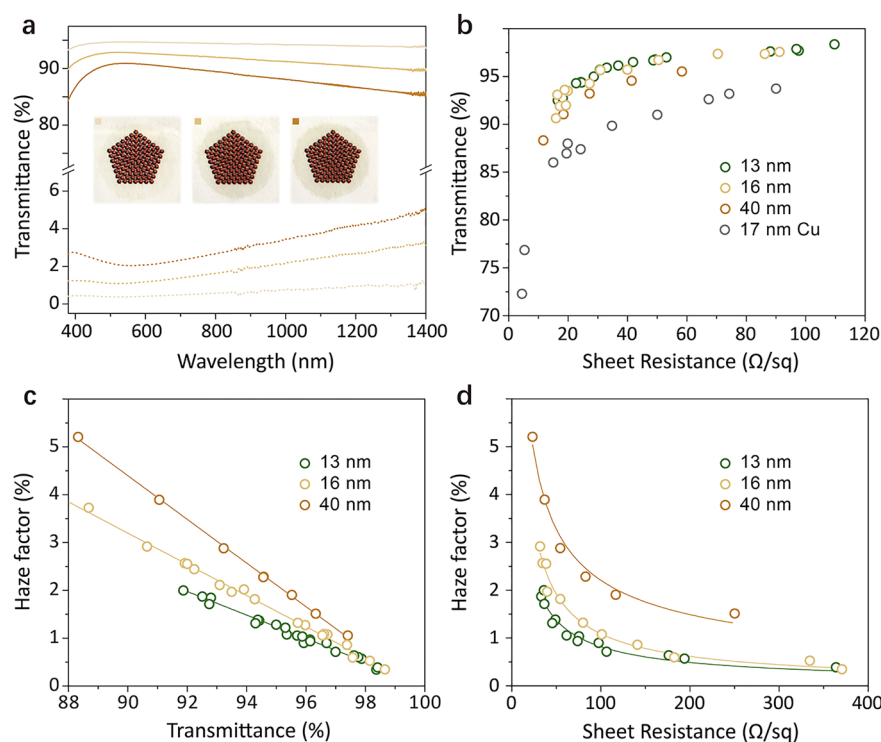 a
Transmittance (%)
90
80
6
4
2
0
400
600
800
1000
1200
1400
Wavelength (nm)
b
Transmittance (%)
100
95
90
85
80
75
70
0
20
40
60
80
100
120
13 nm
16 nm
40 nm
17 nm Cu
Sheet Resistance (Ω/sq)
c
Haze factor (%)
5
4
3
2
1
0
88
90
92
94
96
98
100
13 nm
16 nm
40 nm
Transmittance (%)
d
Haze factor (%)
6
5
4
3
2
1
0
0
100
200
300
400
13 nm
16 nm
40 nm
Sheet Resistance (Ω/sq)